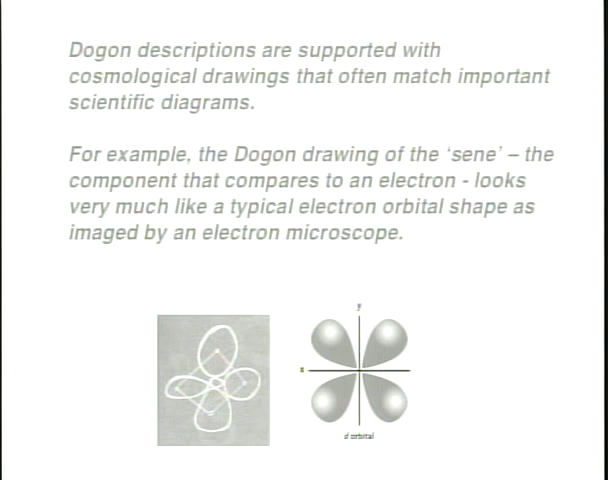 Dogon descriptions are supported with
cosmological drawings that often match important
scientific diagrams.
For example, the Dogon drawing of the ‘sene’ – the
component that compares to an electron - looks
very much like a typical electron orbital shape as
imaged by an electron microscope.
y
x
d orbital